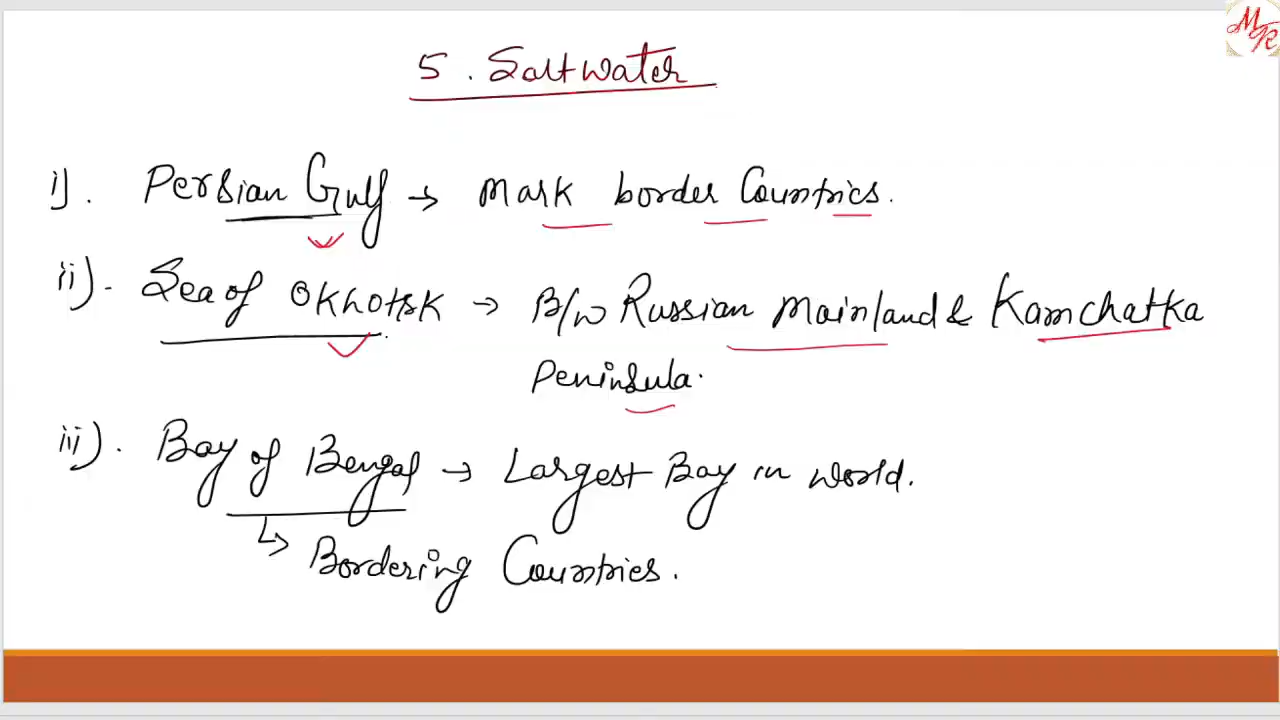 MR
5. Saltwater
i). Persian Gulf → Mark border Countries.
ii). Sea of Okhotsk → B/w Russian Mainland & Kamchatka
Peninsula.
iii). Bay of Bengal → Largest Bay in world.
↳ Bordering Countries.